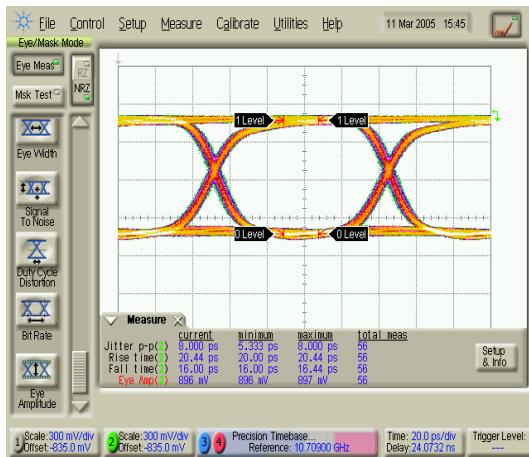 File Control Setup Measure Calibrate Utilities Help 11 Mar 2005 15:45
Eye/Mask Mode
Eye Meas
Msk Test
RZ
NRZ
Eye Width
Signal
To Noise
Duty Cycle
Distortion
Bit Rate
Eye
Amplitude
1 Level 1 Level
0 Level 0 Level
Measure
current minimum maximum total meas
Jitter p-p(2) 8.000 ps 5.333 ps 8.000 ps 56
Rise time(2) 20.44 ps 20.00 ps 20.44 ps 56
Fall time(2) 16.00 ps 16.00 ps 16.44 ps 56
Eye Amp(2) 896 mV 896 mV 897 mV 56
Setup
& Info
1 Scale:300 mV/div
Offset:-835.0 mV
2 Scale:300 mV/div
Offset:-835.0 mV
3 4 Precision Timebase...
Reference: 10.70900 GHz
Time: 20.0 ps/div
Delay:24.0732 ns
Trigger Level:
---